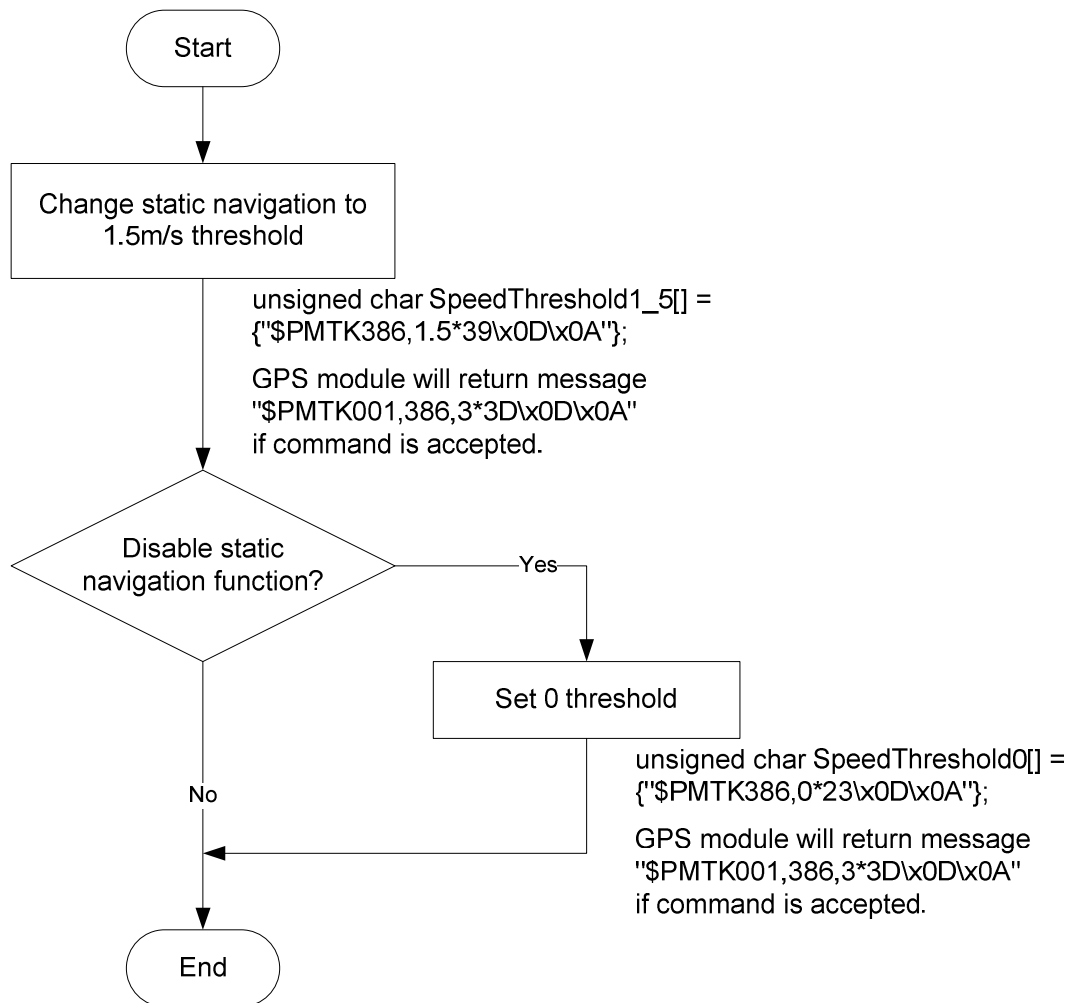 Start
Change static navigation to
1.5m/s threshold
unsigned char SpeedThreshold1_5[] =
{"$PMTK386,1.5*39\x0D\x0A"};
GPS module will return message
"$PMTK001,386,3*3D\x0D\x0A"
if command is accepted.
Disable static
navigation function?
Yes
Set 0 threshold
unsigned char SpeedThreshold0[] =
{"$PMTK386,0*23\x0D\x0A"};
No
GPS module will return message
"$PMTK001,386,3*3D\x0D\x0A"
if command is accepted.
End